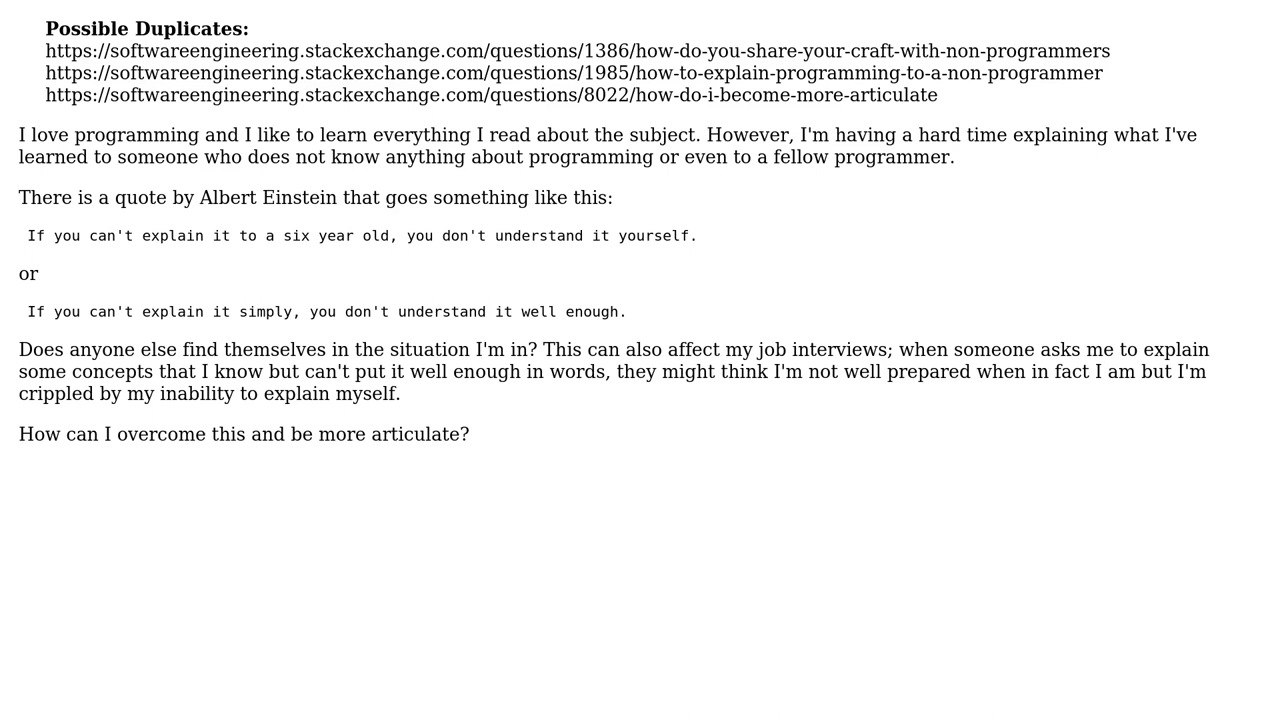 Possible Duplicates:
https://softwareengineering.stackexchange.com/questions/1386/how-do-you-share-your-craft-with-non-programmers
https://softwareengineering.stackexchange.com/questions/1985/how-to-explain-programming-to-a-non-programmer
https://softwareengineering.stackexchange.com/questions/8022/how-do-i-become-more-articulate
I love programming and I like to learn everything I read about the subject. However, I'm having a hard time explaining what I've
learned to someone who does not know anything about programming or even to a fellow programmer.
There is a quote by Albert Einstein that goes something like this:
If you can't explain it to a six year old, you don't understand it yourself.
or
If you can't explain it simply, you don't understand it well enough.
Does anyone else find themselves in the situation I'm in? This can also affect my job interviews; when someone asks me to explain
some concepts that I know but can't put it well enough in words, they might think I'm not well prepared when in fact I am but I'm
crippled by my inability to explain myself.
How can I overcome this and be more articulate?